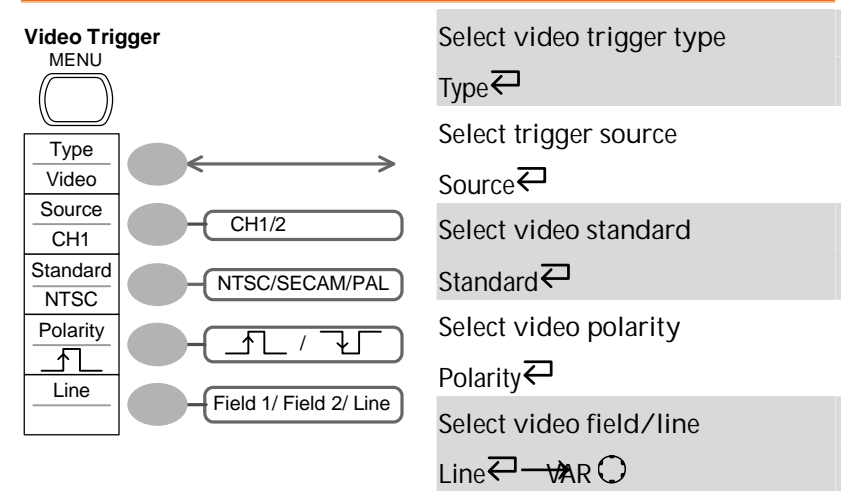 Video Trigger
MENU
Type
Video
Source
CH1
CH1/2
Standard
NTSC
NTSC/SECAM/PAL
Polarity
/
Line
Field 1/ Field 2/ Line
Select video trigger type
Type
Select trigger source
Source
Select video standard
Standard
Select video polarity
Polarity
Select video field/line
Line VAR